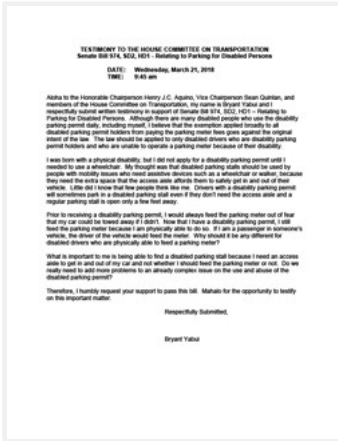 TESTIMONY TO THE HOUSE COMMITTEE ON TRANSPORTATION
Senate Bill 974, SD2, HD1 - Relating to Parking for Disabled Persons
DATE: Wednesday, March 21, 2018
TIME: 9:45 am
Aloha to the Honorable Chairperson Henry J.C. Aquino, Vice Chairperson Sean Quinlan, and
members of the House Committee on Transportation, my name is Bryant Yabui and I
respectfully submit written testimony in support of Senate Bill 974, SD2, HD1 – Relating to
Parking for Disabled Persons. Although there are many disabled people who use the disability
parking permit daily, including myself, I believe that the exemption applied broadly to all
disabled parking permit holders from paying the parking meter fees goes against the original
intent of the law. The law should be applied to only disabled drivers who are disability parking
permit holders and who are unable to operate a parking meter because of their disability.
I was born with a physical disability, but I did not apply for a disability parking permit until I
needed to use a wheelchair. My thought was that disabled parking stalls should be used by
people with mobility issues who need assistive devices such as a wheelchair or walker, because
they need the extra space that the access aisle affords them to safely get in and out of their
vehicle. Little did I know that few people think like me. Drivers with a disability parking permit
will sometimes park in a disabled parking stall even if they don't need the access aisle and a
regular parking stall is open only a few feet away.
Prior to receiving a disability parking permit, I would always feed the parking meter out of fear
that my car could be towed away if I didn't. Now that I have a disability parking permit, I still
feed the parking meter because I am physically able to do so. If I am a passenger in someone's
vehicle, the driver of the vehicle would feed the meter. Why should it be any different for
disabled drivers who are physically able to feed a parking meter?
What is important to me is being able to find a disabled parking stall because I need an access
aisle to get in and out of my car and not whether I should feed the parking meter or not. Do we
really need to add more problems to an already complex issue on the use and abuse of the
disabled parking permit?
Therefore, I humbly request your support to pass this bill. Mahalo for the opportunity to testify
on this important matter.
Respectfully Submitted,
Bryant Yabui